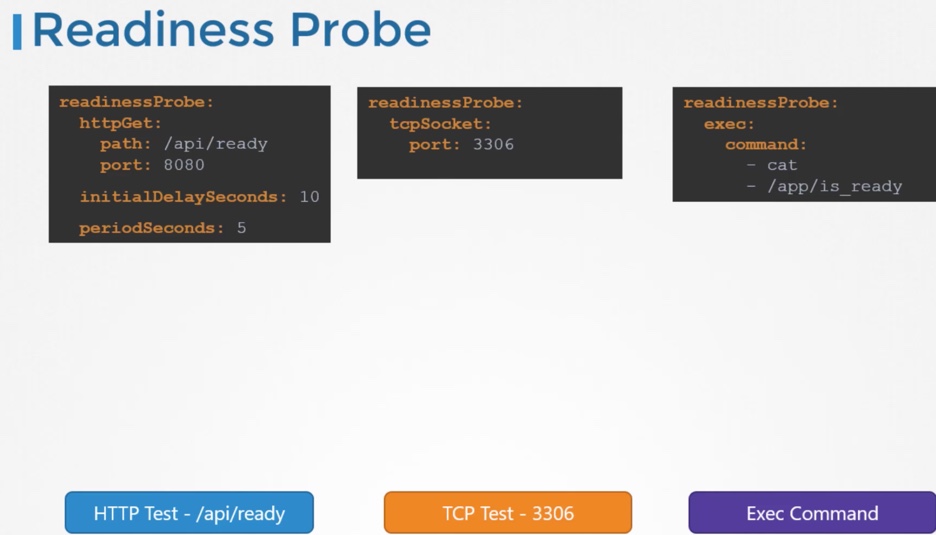 Readiness Probe
readinessProbe:
  httpGet:
    path: /api/ready
    port: 8080
  initialDelaySeconds: 10
  periodSeconds: 5
readinessProbe:
  tcpSocket:
    port: 3306
readinessProbe:
  exec:
    command:
      - cat
      - /app/is_ready
HTTP Test - /api/ready
TCP Test - 3306
Exec Command